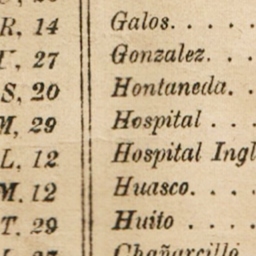 R, 14 Galos. . . . .
27 Gonzalez. . .
S, 20 Hontaneda. .
M, 29 Hospital . . .
L. 12 Hospital Ingl
M. 12 Huasco. . . .
T. 29 Huito . . . .
Chañarcillo